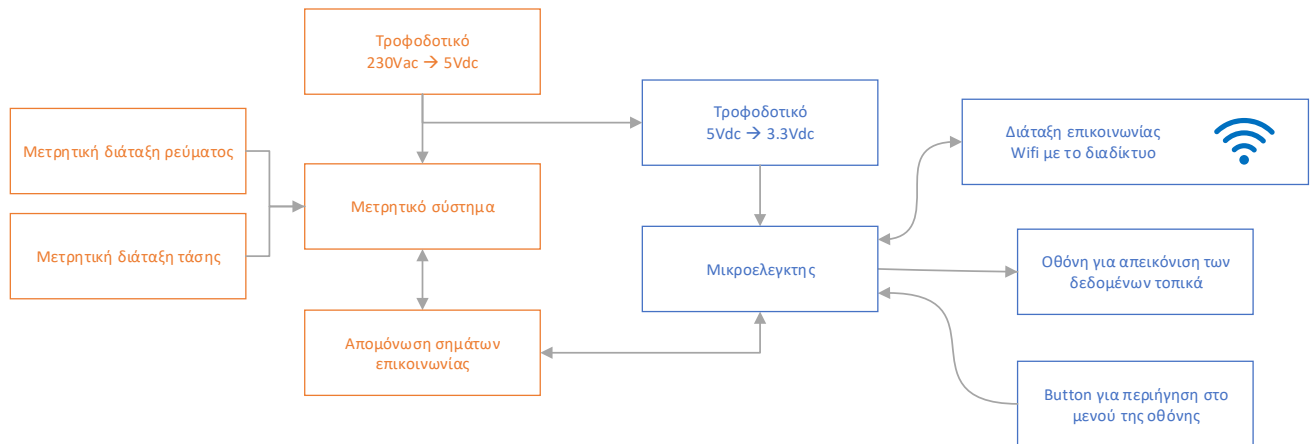 Τροφοδοτικό
230Vac → 5Vdc
Τροφοδοτικό
5Vdc → 3.3Vdc
Διάταξη επικοινωνίας
Wifi με το διαδίκτυο
Μετρητική διάταξη ρεύματος
Μετρητικό σύστημα
Μετρητική διάταξη τάσης
Μικροελεγκτης
Οθόνη για απεικόνιση των
δεδομένων τοπικά
Απομόνωση σημάτων
επικοινωνίας
Button για περιήγηση στο
μενού της οθόνης